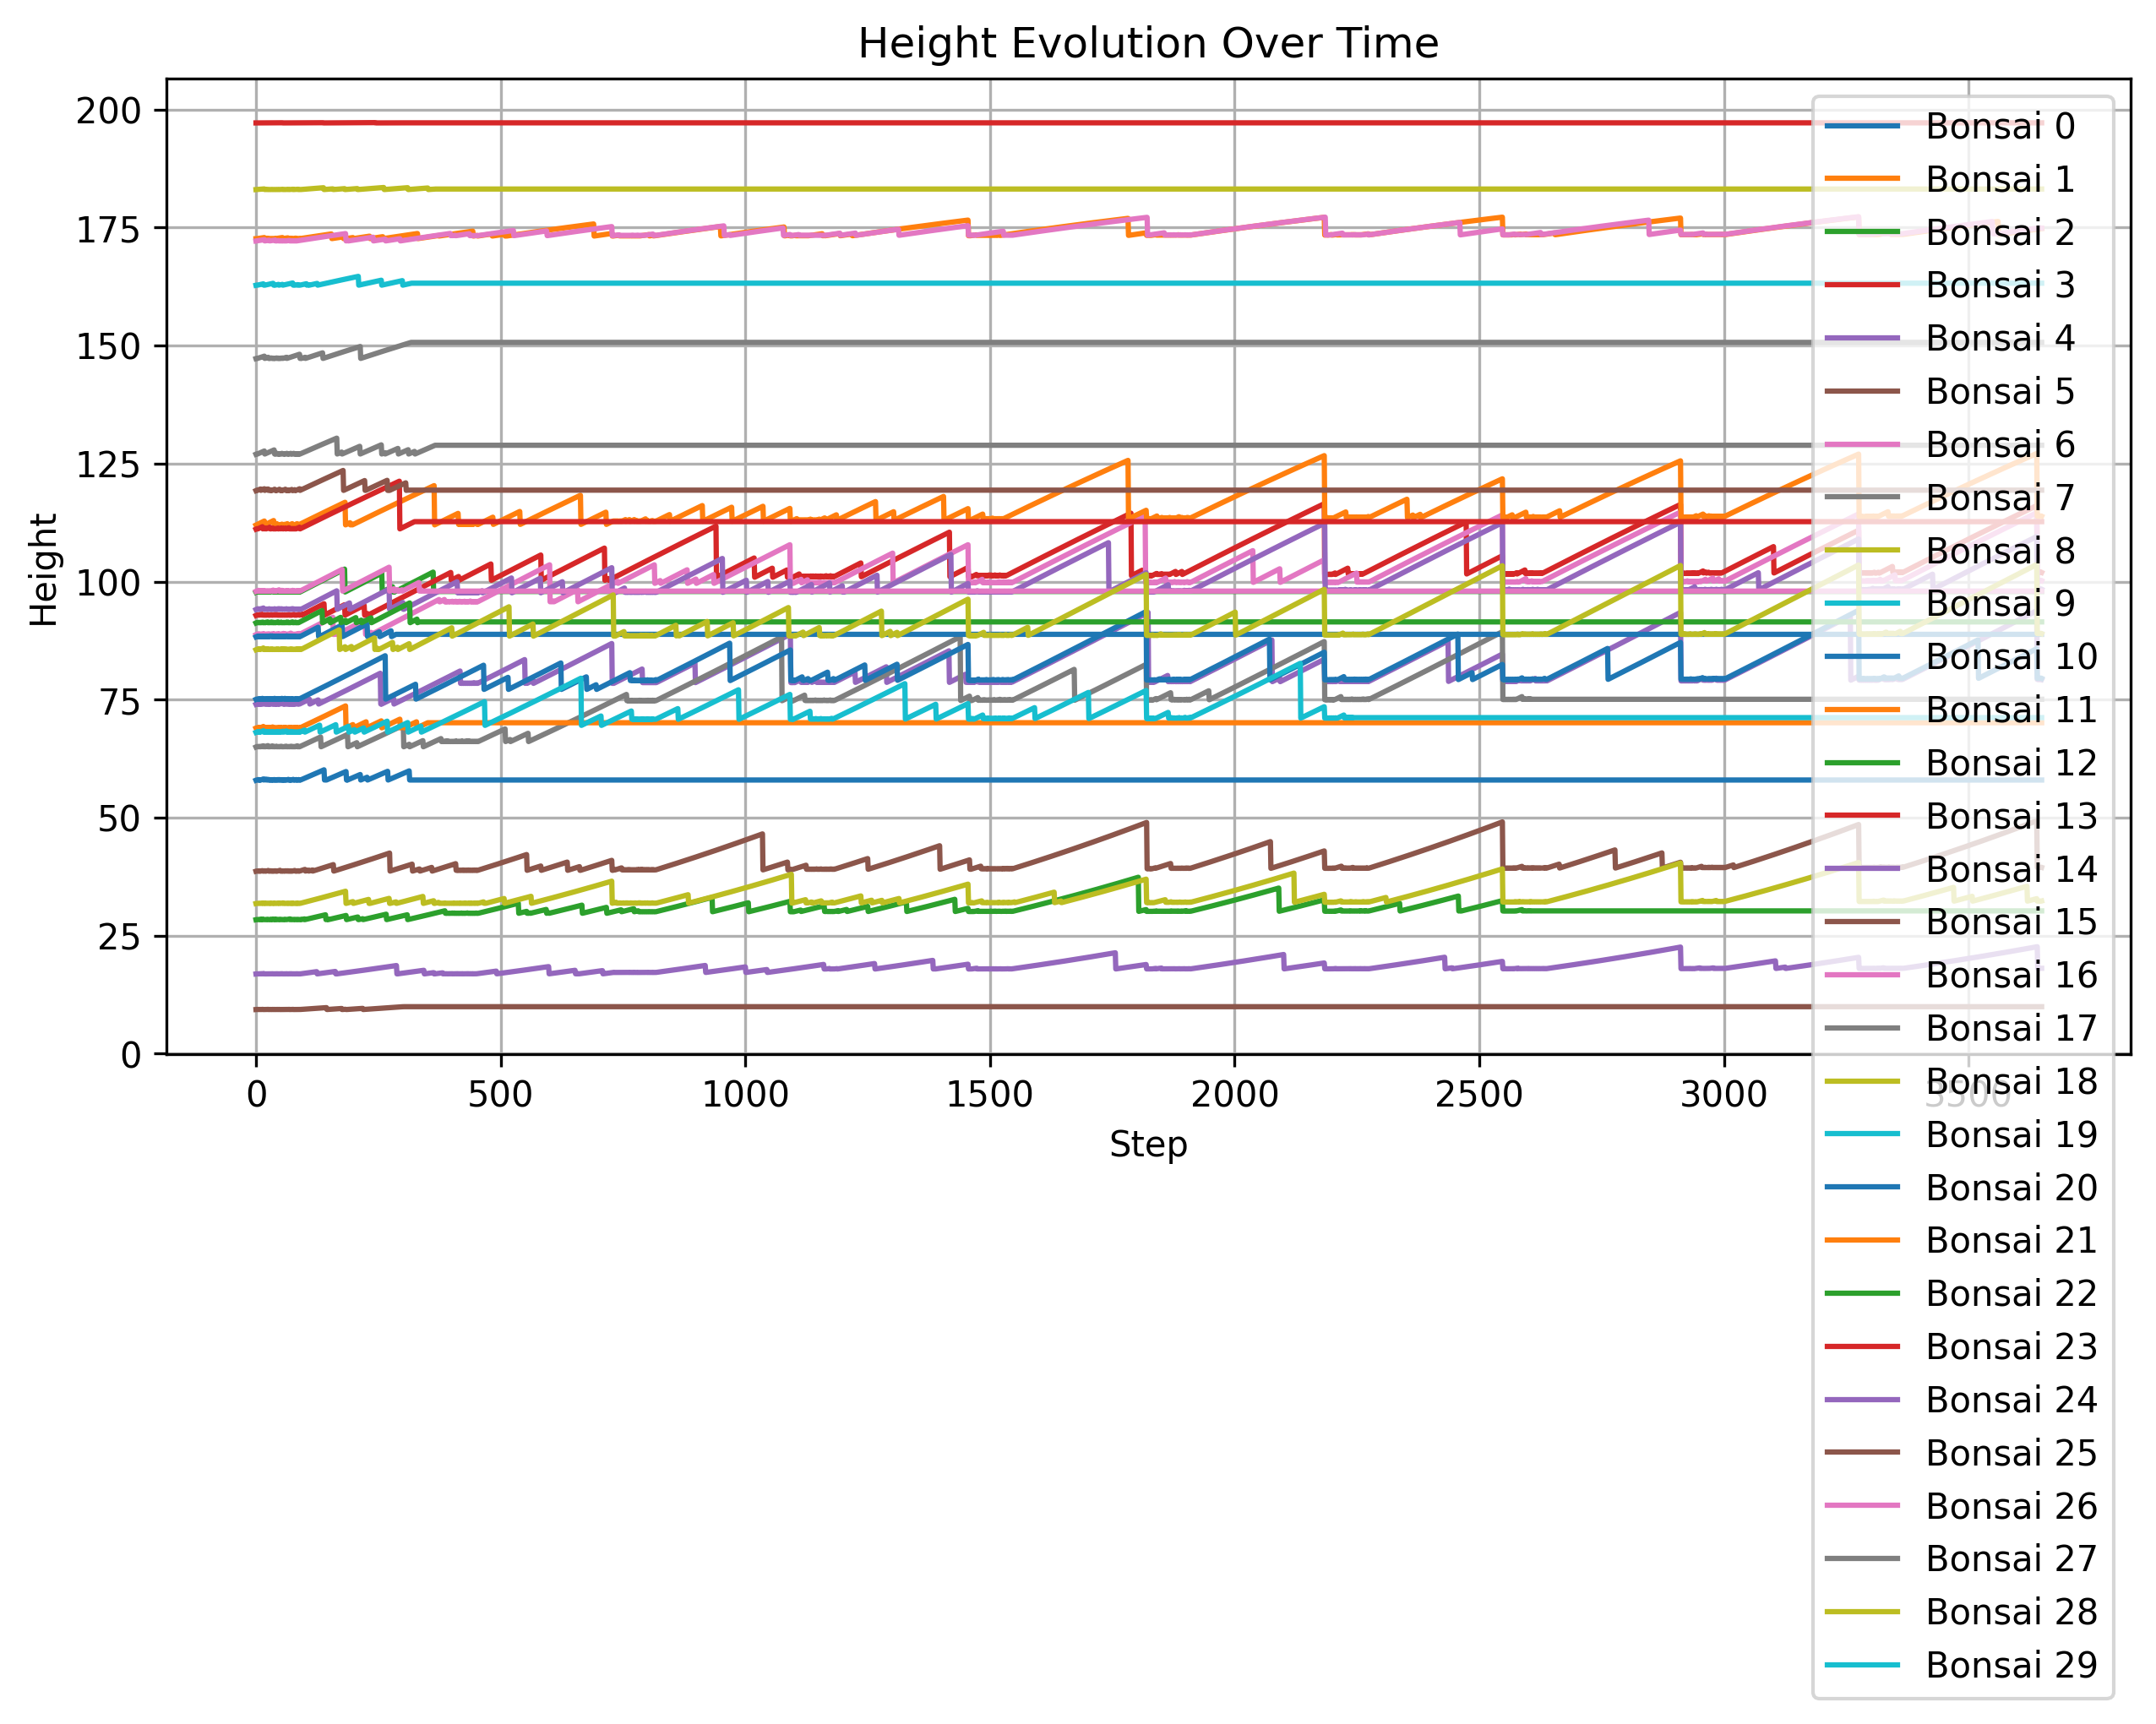 Height Evolution Over Time
Height
200
175
150
125
100
75
50
25
0
0 500 1000 1500 2000 2500 3000 3500
Step
Bonsai 0
Bonsai 1
Bonsai 2
Bonsai 3
Bonsai 4
Bonsai 5
Bonsai 6
Bonsai 7
Bonsai 8
Bonsai 9
Bonsai 10
Bonsai 11
Bonsai 12
Bonsai 13
Bonsai 14
Bonsai 15
Bonsai 16
Bonsai 17
Bonsai 18
Bonsai 19
Bonsai 20
Bonsai 21
Bonsai 22
Bonsai 23
Bonsai 24
Bonsai 25
Bonsai 26
Bonsai 27
Bonsai 28
Bonsai 29